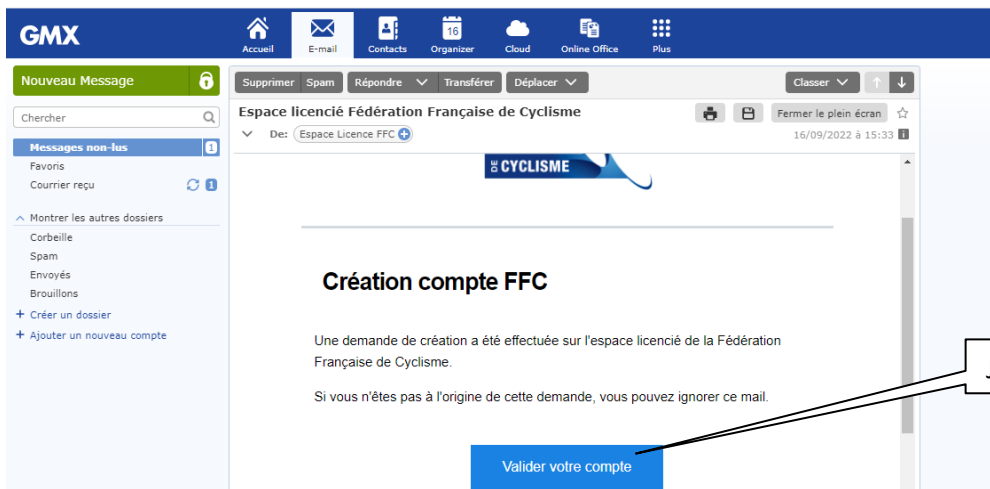 GMX
Accueil
E-mail
Contacts
16
Organizer
Cloud
Online Office
Plus
Nouveau Message
Supprimer Spam Répondre Transférer Déplacer Classer
Chercher
Espace licencié Fédération Française de Cyclisme
Fermer le plein écran
De: Espace Licence FFC
16/09/2022 à 15:33
Messages non-lus 1
Favoris
Courrier reçu 1
Montrer les autres dossiers
Corbeille
Spam
Envoyés
Brouillons
+ Créer un dossier
+ Ajouter un nouveau compte
DE CYCLISME
Création compte FFC
Une demande de création a été effectuée sur l'espace licencié de la Fédération
Française de Cyclisme.
Si vous n'êtes pas à l'origine de cette demande, vous pouvez ignorer ce mail.
Valider votre compte